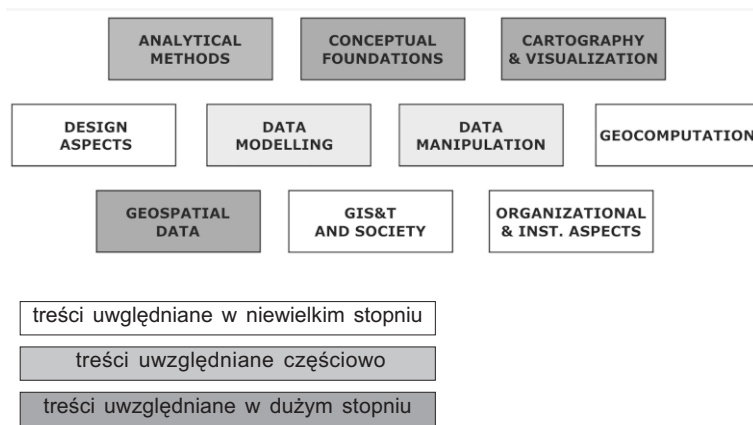 ANALYTICAL
METHODS
CONCEPTUAL
FOUNDATIONS
CARTOGRAPHY
& VISUALIZATION
DESIGN
ASPECTS
DATA
MODELLING
DATA
MANIPULATION
GEOCOMPUTATION
GEOSPATIAL
DATA
GIS&T
AND SOCIETY
ORGANIZATIONAL
& INST. ASPECTS
treści uwględniane w niewielkim stopniu
treści uwzględniane częściowo
treści uwzględniane w dużym stopniu